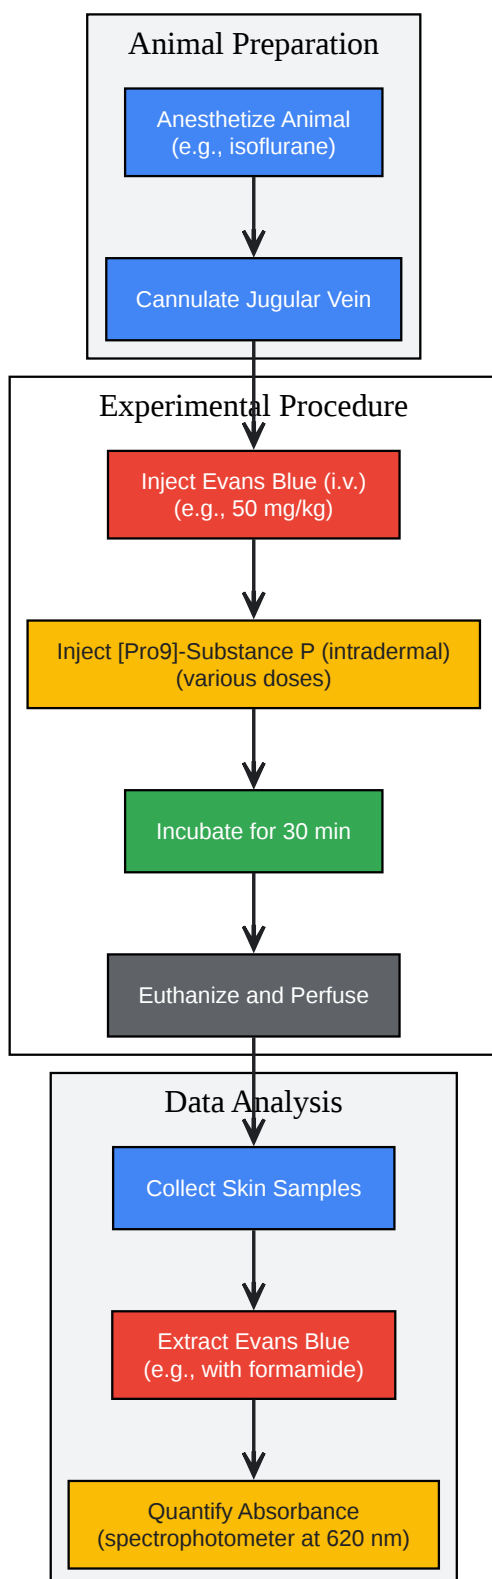 Animal Preparation
Anesthetize Animal
(e.g., isoflurane)
Cannulate Jugular Vein
Experimental Procedure
Inject Evans Blue (i.v.)
(e.g., 50 mg/kg)
Inject [Pro9]-Substance P (intradermal)
(various doses)
Incubate for 30 min
Euthanize and Perfuse
Data Analysis
Collect Skin Samples
Extract Evans Blue
(e.g., with formamide)
Quantify Absorbance
(spectrophotometer at 620 nm)